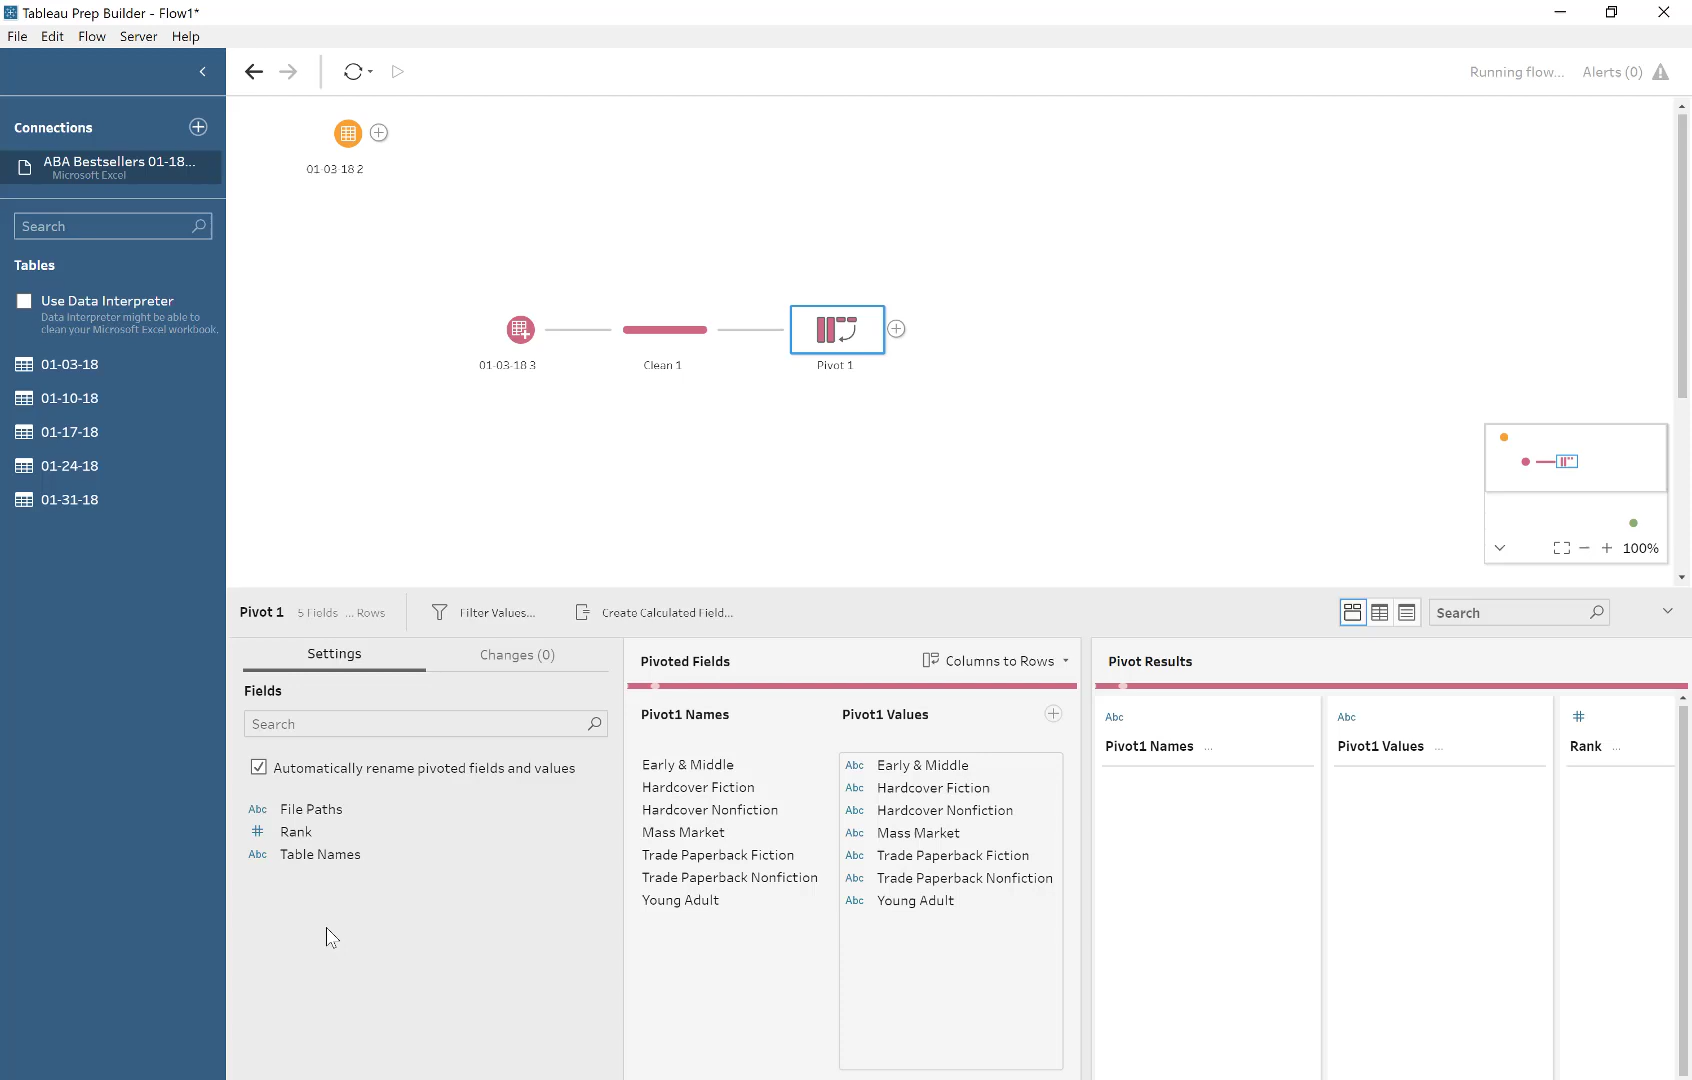 Tableau Prep Builder - Flow1*
File Edit Flow Server Help
Running flow... Alerts (0)
Connections
ABA Bestsellers 01-18...
Microsoft Excel
Search
Tables
Use Data Interpreter
Data Interpreter might be able to
clean your Microsoft Excel workbook.
01-03-18
01-10-18
01-17-18
01-24-18
01-31-18
01-03-18 2
01-03-18 3
Clean 1
Pivot 1
100%
Pivot 1 5 Fields ... Rows Filter Values... Create Calculated Field... Search
Settings Changes (0)
Fields
Search
Automatically rename pivoted fields and values
Abc File Paths
# Rank
Abc Table Names
Pivoted Fields Columns to Rows
Pivot1 Names Pivot1 Values
Early & Middle Abc Early & Middle
Hardcover Fiction Abc Hardcover Fiction
Hardcover Nonfiction Abc Hardcover Nonfiction
Mass Market Abc Mass Market
Trade Paperback Fiction Abc Trade Paperback Fiction
Trade Paperback Nonfiction Abc Trade Paperback Nonfiction
Young Adult Abc Young Adult
Pivot Results
Abc Abc #
Pivot1 Names ... Pivot1 Values ... Rank ...